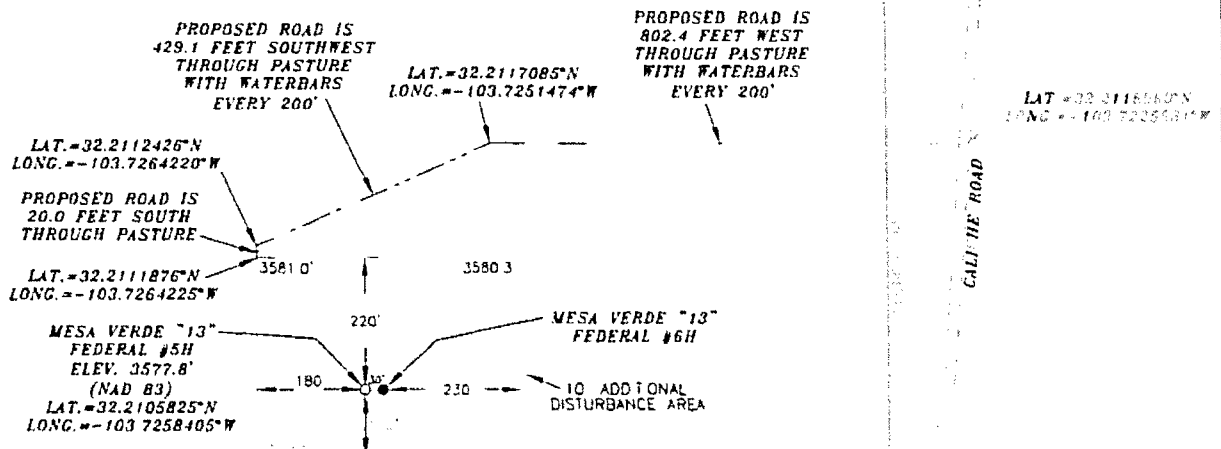 PROPOSED ROAD IS
429.1 FEET SOUTHWEST
THROUGH PASTURE
WITH WATERBARS
EVERY 200'
LAT.=32.2117085°N
LONG.=-103.7251474°W
PROPOSED ROAD IS
802.4 FEET WEST
THROUGH PASTURE
WITH WATERBARS
EVERY 200'
LAT
LONG
LAT.=32.2112426°N
LONG.=-103.7264220°W
PROPOSED ROAD IS
20.0 FEET SOUTH
THROUGH PASTURE
LAT.=32.2111876°N
LONG.=-103.7264225°W
3581.0'
3580.3
CALICHE ROAD
220'
MESA VERDE "13"
FEDERAL #5H
ELEV. 3577.8'
(NAD 83)
LAT.=32.2105825°N
LONG.=-103.7258405°W
MESA VERDE "13"
FEDERAL #6H
180
30'
230
10 ADDITIONAL
DISTURBANCE AREA